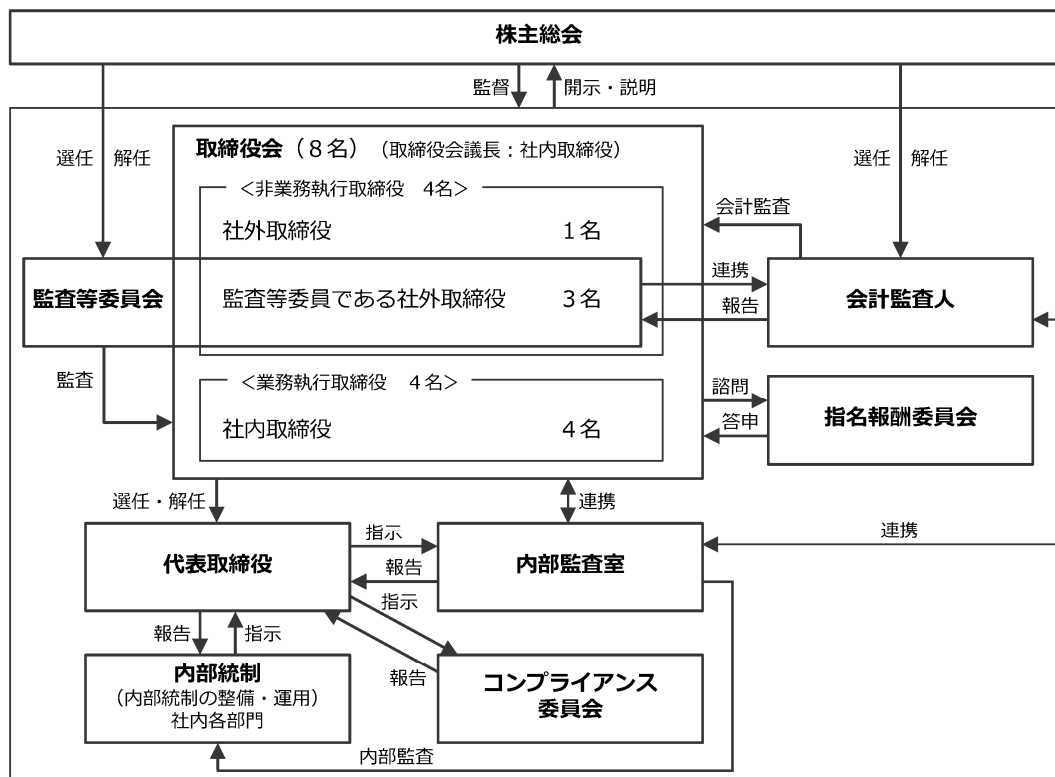 株主総会
監督
開示・説明
選任
解任
選任
解任
取締役会（８名）（取締役会議長：社内取締役）
＜非業務執行取締役　4名＞
社外取締役　１名
会計監査
監査等委員会
監査等委員である社外取締役　３名
連携
報告
会計監査人
監査
＜業務執行取締役　４名＞
社内取締役　４名
諮問
答申
指名報酬委員会
選任・解任
連携
代表取締役
指示
報告
内部監査室
連携
指示
報告
報告
指示
内部統制
（内部統制の整備・運用）
社内各部門
コンプライアンス
委員会
内部監査